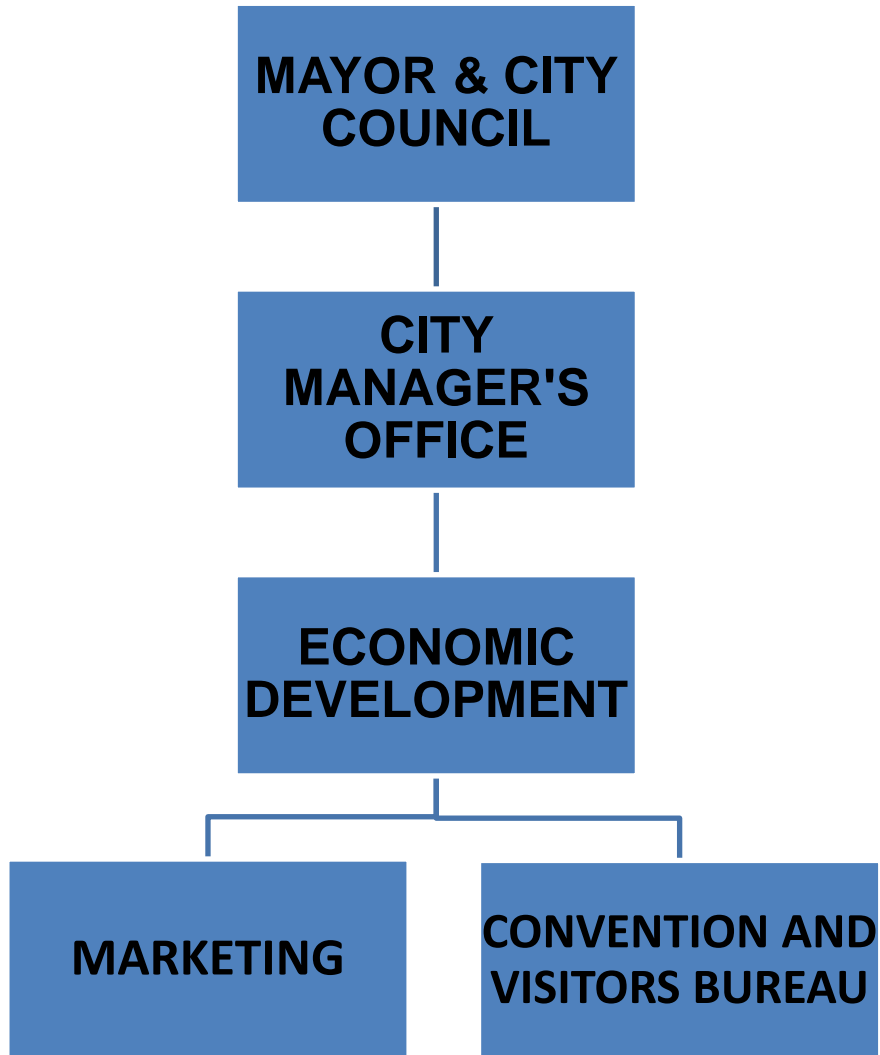 MAYOR & CITY
COUNCIL
CITY
MANAGER'S
OFFICE
ECONOMIC
DEVELOPMENT
MARKETING
CONVENTION AND
VISITORS BUREAU